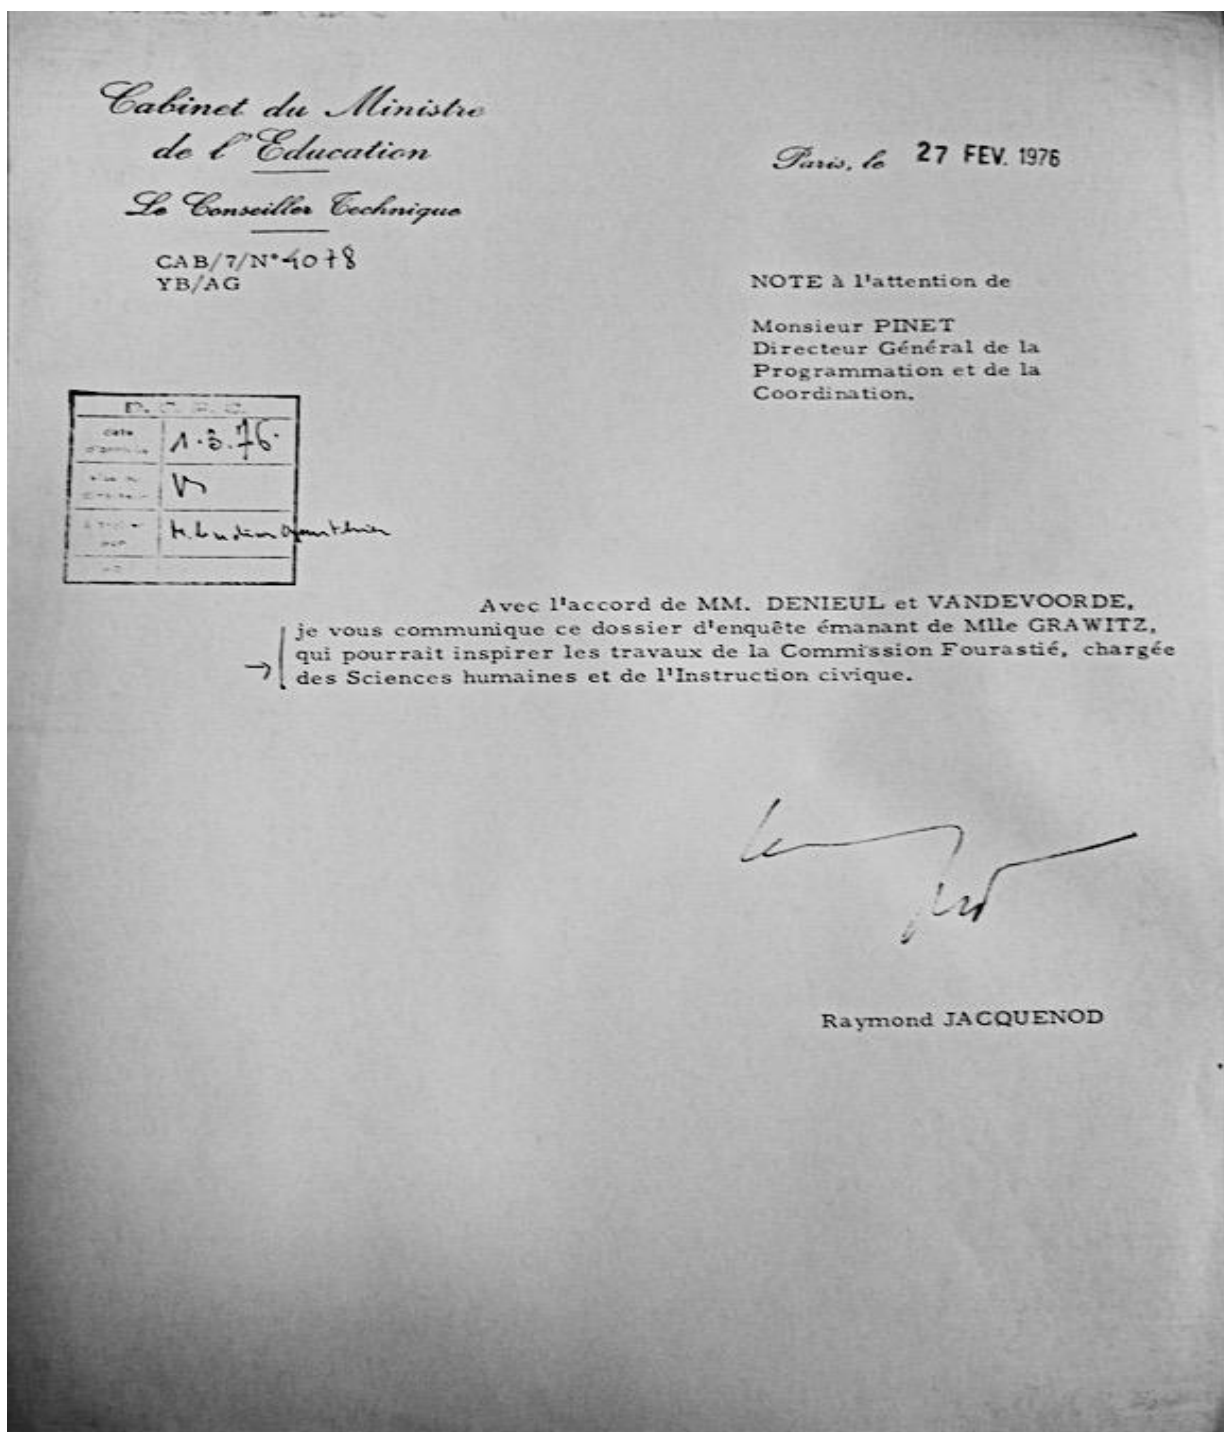 Cabinet du Ministre
de l'Education
Le Conseiller Technique
CAB/7/N° 4078
YB/AG
Paris, le 27 FEV. 1976
NOTE à l'attention de
Monsieur PINET
Directeur Général de la
Programmation et de la
Coordination.
date
1.3.76.
Avec l'accord de MM. DENIEUL et VANDEVOORDE,
je vous communique ce dossier d'enquête émanant de Mlle GRAWITZ,
qui pourrait inspirer les travaux de la Commission Fourastié, chargée
des Sciences humaines et de l'Instruction civique.
Raymond JACQUENOD